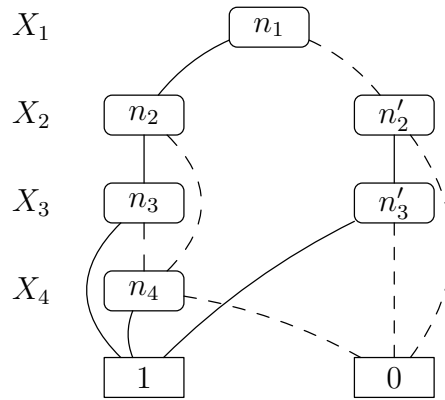 X₁ n₁
X₂ n₂ n′₂
X₃ n₃ n′₃
X₄ n₄
1 0